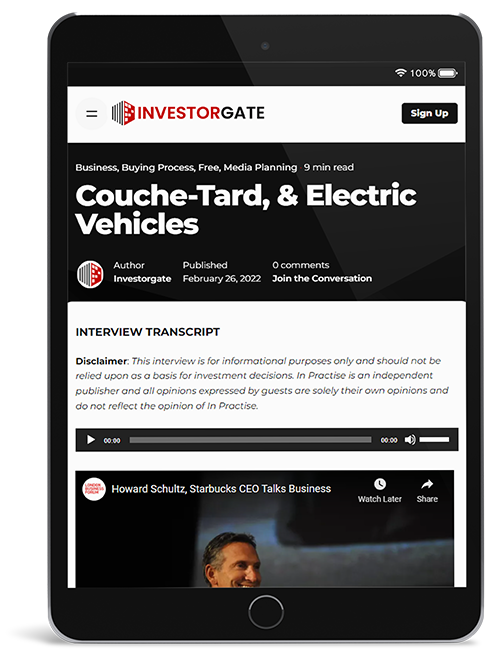 100%
INVESTORGATE
Sign Up
Business, Buying Process, Free, Media Planning 9 min read
Couche-Tard, & Electric
Vehicles
Author
Investorgate
Published
February 26, 2022
0 comments
Join the Conversation
INTERVIEW TRANSCRIPT
Disclaimer: This interview is for informational purposes only and should not be
relied upon as a basis for investment decisions. In Practise is an independent
publisher and all opinions expressed by guests are solely their own opinions and
do not reflect the opinion of In Practise.
00:00
00:00
LONDON
BUSINESS
FORUM
Howard Schultz, Starbucks CEO Talks Business
Watch Later
Share